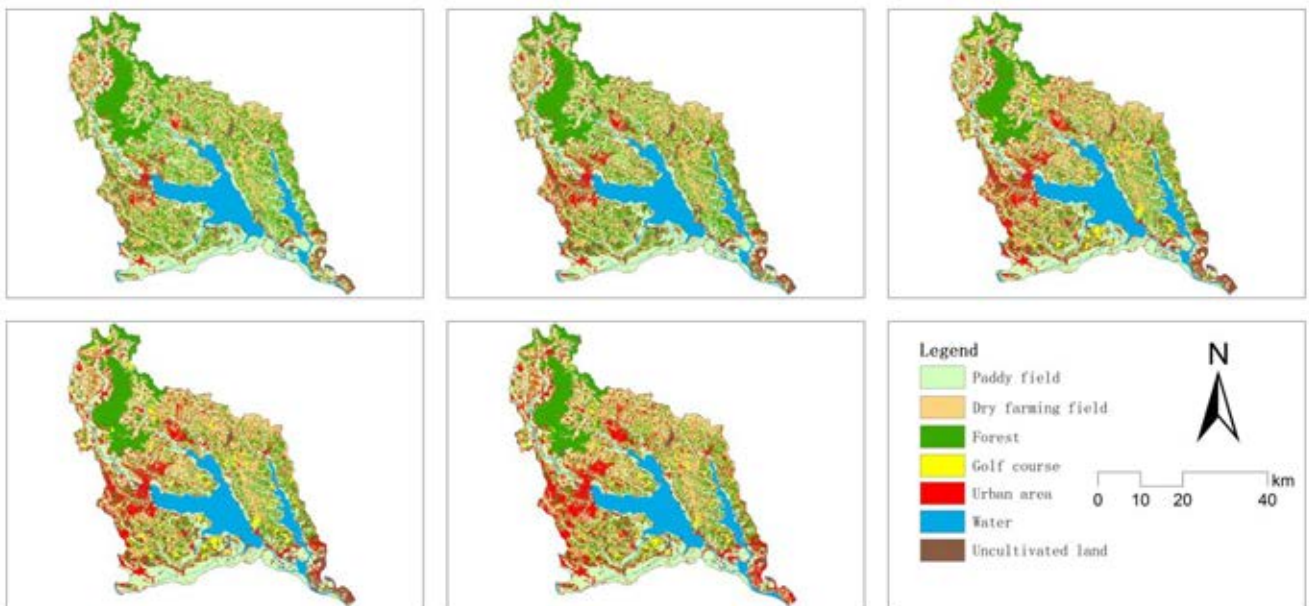 Legend
Paddy field
Dry farming field
Forest
Golf course
Urban area
Water
Uncultivated land
N
km
0 10 20 40